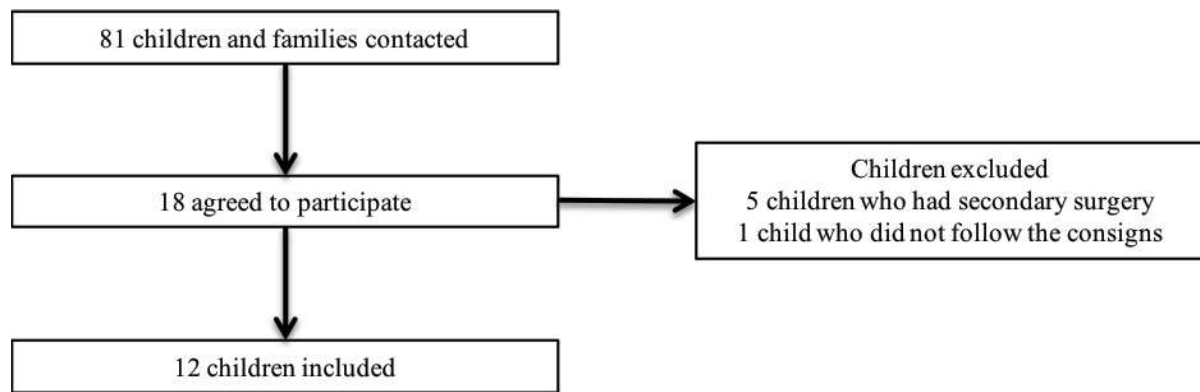 81 children and families contacted
18 agreed to participate
Children excluded
5 children who had secondary surgery
1 child who did not follow the consigns
12 children included